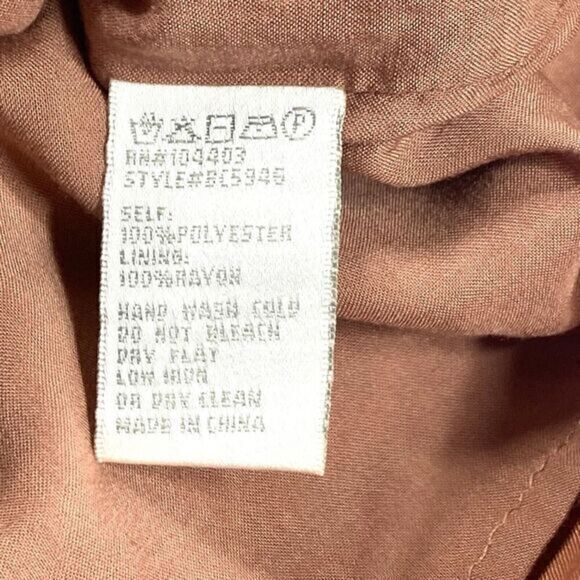 RN#104403
STYLE#BC5946
SELF:
100%POLYESTER
LINING:
100%RAYON
HAND WASH COLD
DO NOT BLEACH
DRY FLAT
LOW IRON
OR DRY CLEAN
MADE IN CHINA